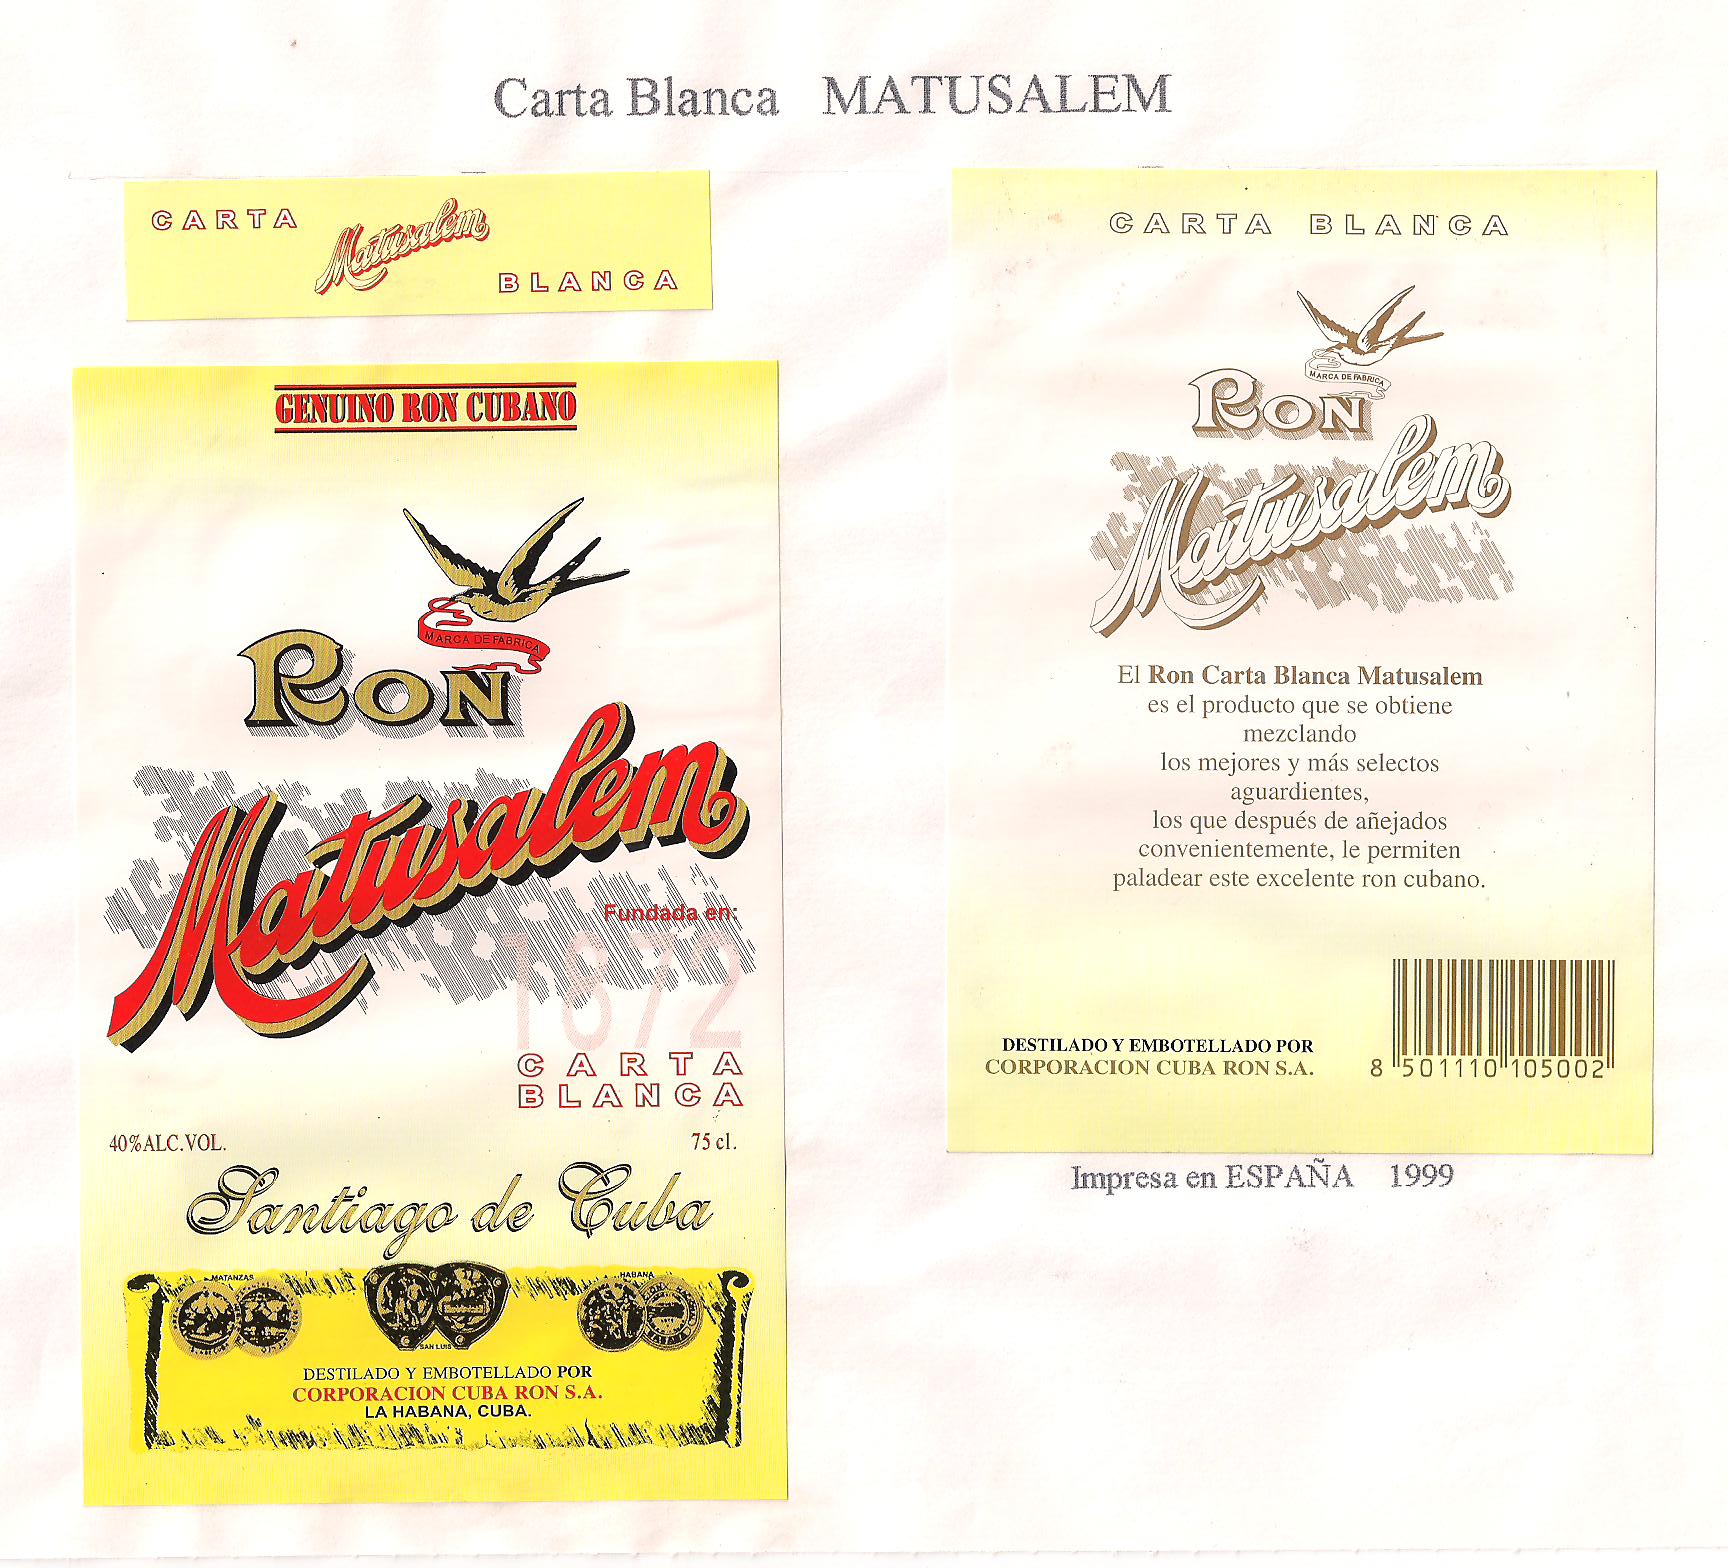 Carta Blanca MATUSALEM
CARTA
Matusalem
BLANCA
GENUINO RON CUBANO
MARCA DE FABRICA
RON
Matusalem
Fundada en:
1872
CARTA
BLANCA
40%ALC.VOL.
75 cl.
Santiago de Cuba
MATANZAS
HABANA
SAN LUIS
DESTILADO Y EMBOTELLADO POR
CORPORACION CUBA RON S.A.
LA HABANA, CUBA.
CARTA BLANCA
MARCA DE FABRICA
RON
Matusalem
El Ron Carta Blanca Matusalem
es el producto que se obtiene
mezclando
los mejores y más selectos
aguardientes,
los que después de añejados
convenientemente, le permiten
paladear este excelente ron cubano.
DESTILADO Y EMBOTELLADO POR
CORPORACION CUBA RON S.A.
8 501110 105002
Impresa en ESPAÑA 1999